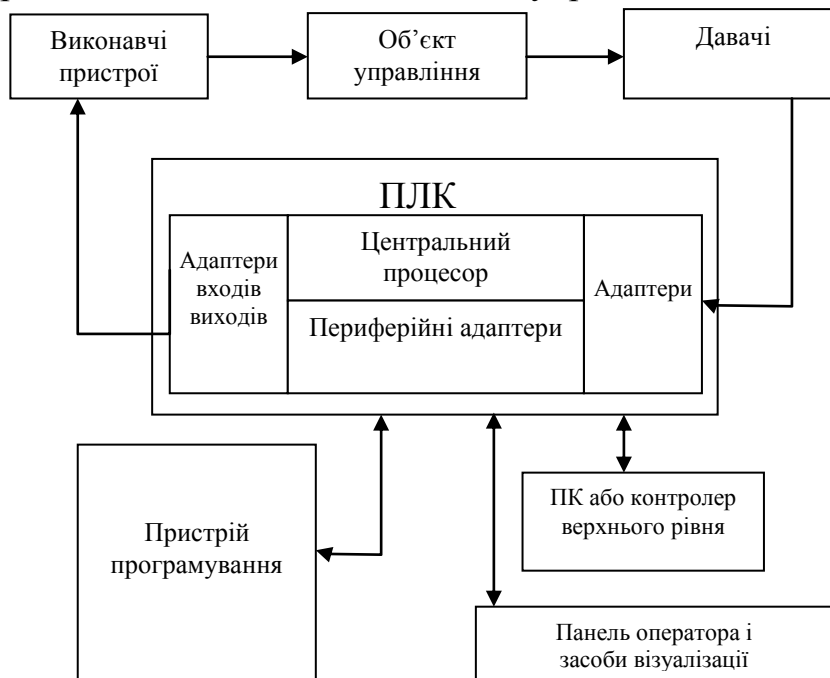 Виконавчі
пристрої
Об’єкт
управління
Давачі
ПЛК
Адаптери
входів
виходів
Центральний
процесор
Периферійні адаптери
Адаптери
Пристрій
програмування
ПК або контролер
верхнього рівня
Панель оператора і
засоби візуалізації